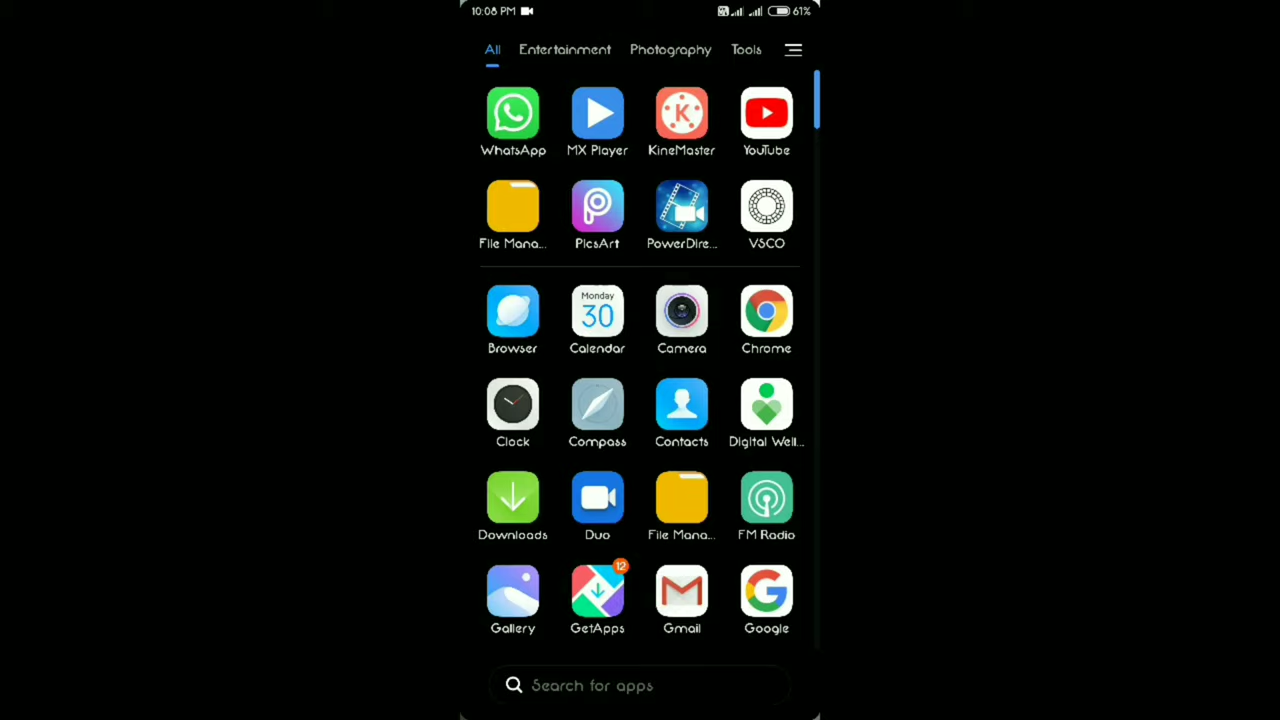 10:08 PM 61%
All Entertainment Photography Tools
WhatsApp MX Player KineMaster YouTube
File Mana... PicsArt PowerDire... VSCO
Monday
30
Browser Calendar Camera Chrome
Clock Compass Contacts Digital Well...
Downloads Duo File Mana... FM Radio
12
Gallery GetApps Gmail Google
Search for apps